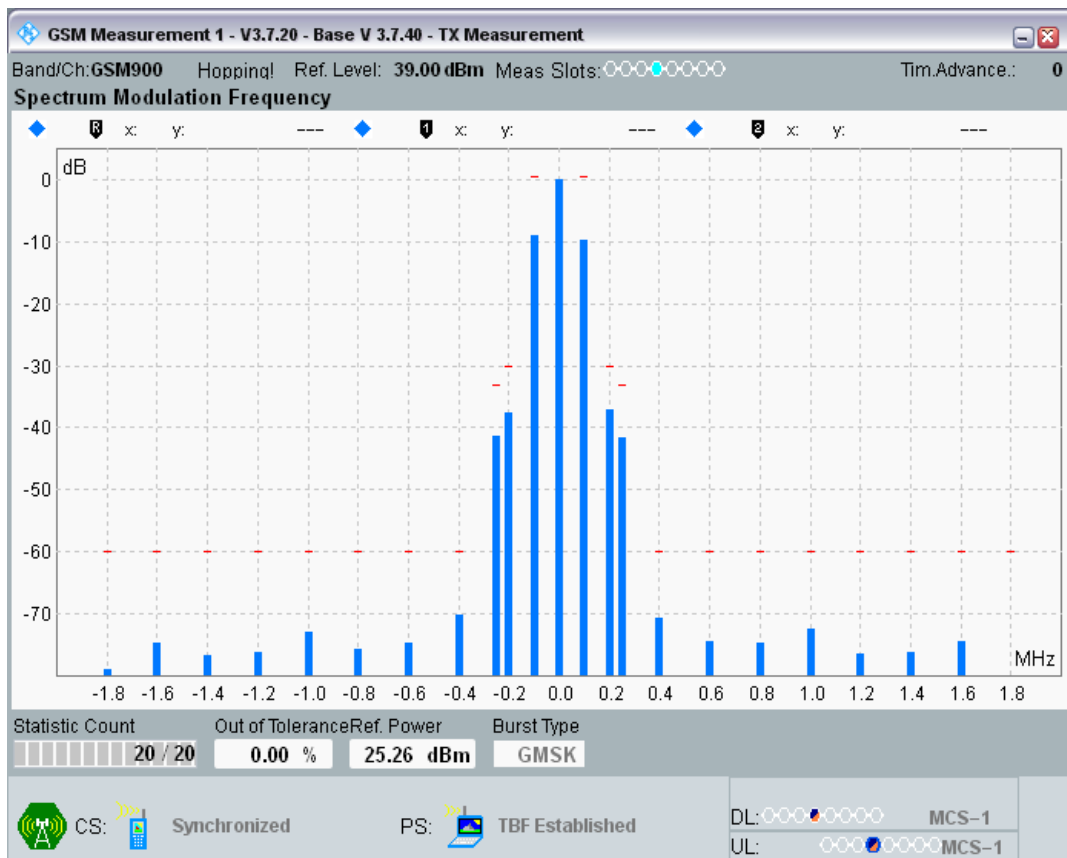 GSM Measurement 1 - V3.7.20 - Base V 3.7.40 - TX Measurement
Band/Ch:GSM900 Hopping! Ref. Level: 39.00 dBm Meas Slots: Tim.Advance.: 0
Spectrum Modulation Frequency
R x: y: --- 1 x: y: --- 2 x: y: ---
dB
0
-10
-20
-30
-40
-50
-60
-70
MHz
-1.8 -1.6 -1.4 -1.2 -1.0 -0.8 -0.6 -0.4 -0.2 0.0 0.2 0.4 0.6 0.8 1.0 1.2 1.4 1.6 1.8
Statistic Count Out of Tolerance Ref. Power Burst Type
20 / 20 0.00 % 25.26 dBm GMSK
CS: Synchronized PS: TBF Established DL: MCS-1
UL: MCS-1